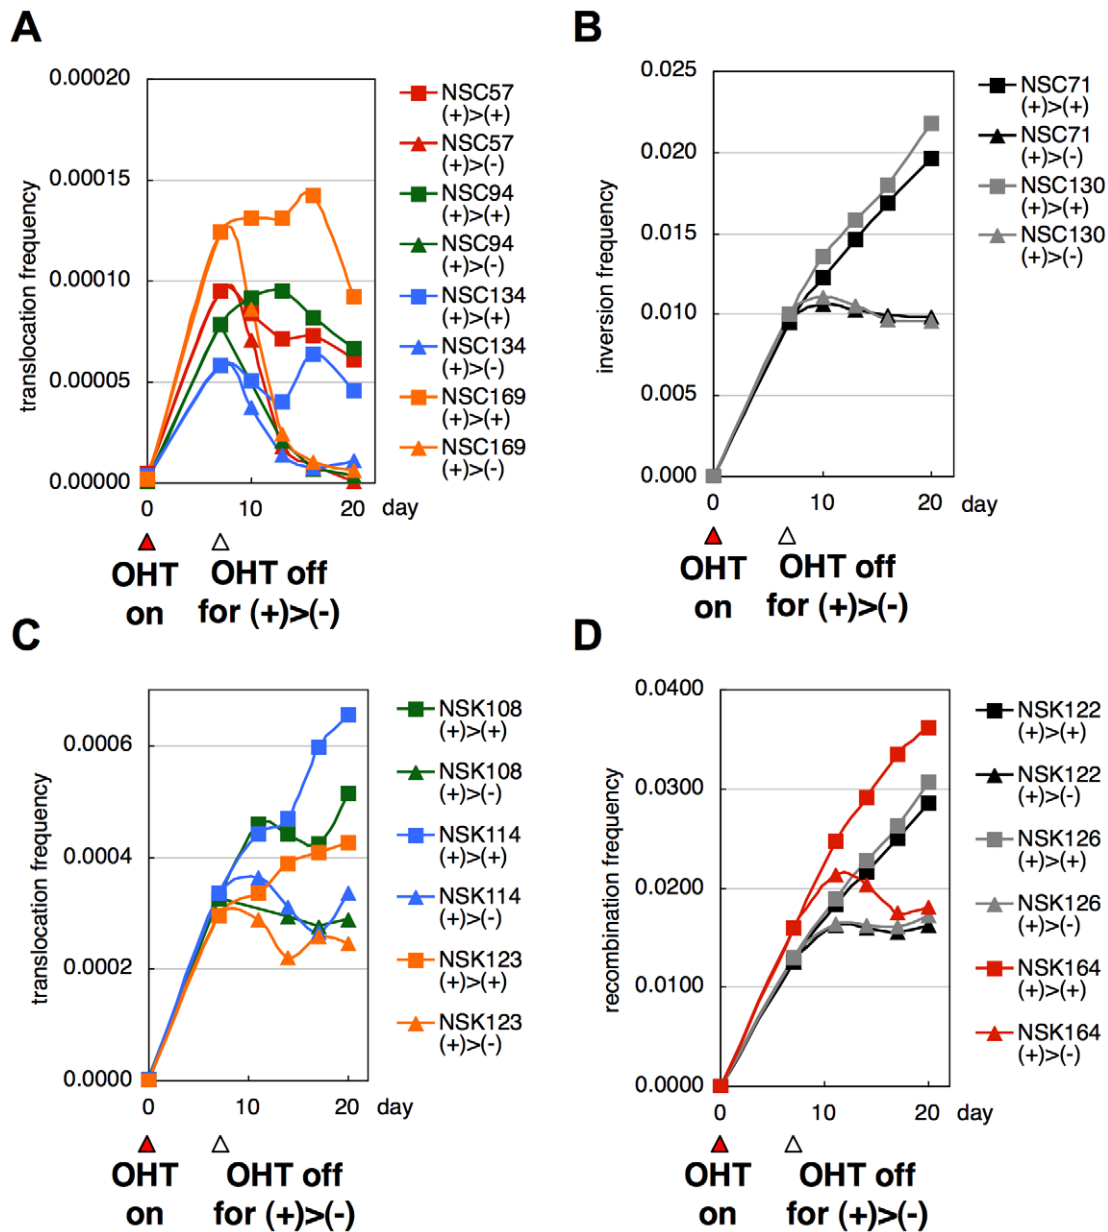 A
0.00020
0.00015
0.00010
0.00005
0.00000
translocation frequency
0
10
20
day
OHT
on
OHT off
for (+)>(-)
NSC57
(+)>(+)
NSC57
(+)>(-)
NSC94
(+)>(+)
NSC94
(+)>(-)
NSC134
(+)>(+)
NSC134
(+)>(-)
NSC169
(+)>(+)
NSC169
(+)>(-)
B
0.025
0.020
0.015
0.010
0.005
0.000
inversion frequency
0
10
20
day
OHT
on
OHT off
for (+)>(-)
NSC71
(+)>(+)
NSC71
(+)>(-)
NSC130
(+)>(+)
NSC130
(+)>(-)
C
0.0006
0.0004
0.0002
0.0000
translocation frequency
0
10
20
day
OHT
on
OHT off
for (+)>(-)
NSK108
(+)>(+)
NSK108
(+)>(-)
NSK114
(+)>(+)
NSK114
(+)>(-)
NSK123
(+)>(+)
NSK123
(+)>(-)
D
0.0400
0.0300
0.0200
0.0100
0.0000
recombination frequency
0
10
20
day
OHT
on
OHT off
for (+)>(-)
NSK122
(+)>(+)
NSK122
(+)>(-)
NSK126
(+)>(+)
NSK126
(+)>(-)
NSK164
(+)>(+)
NSK164
(+)>(-)